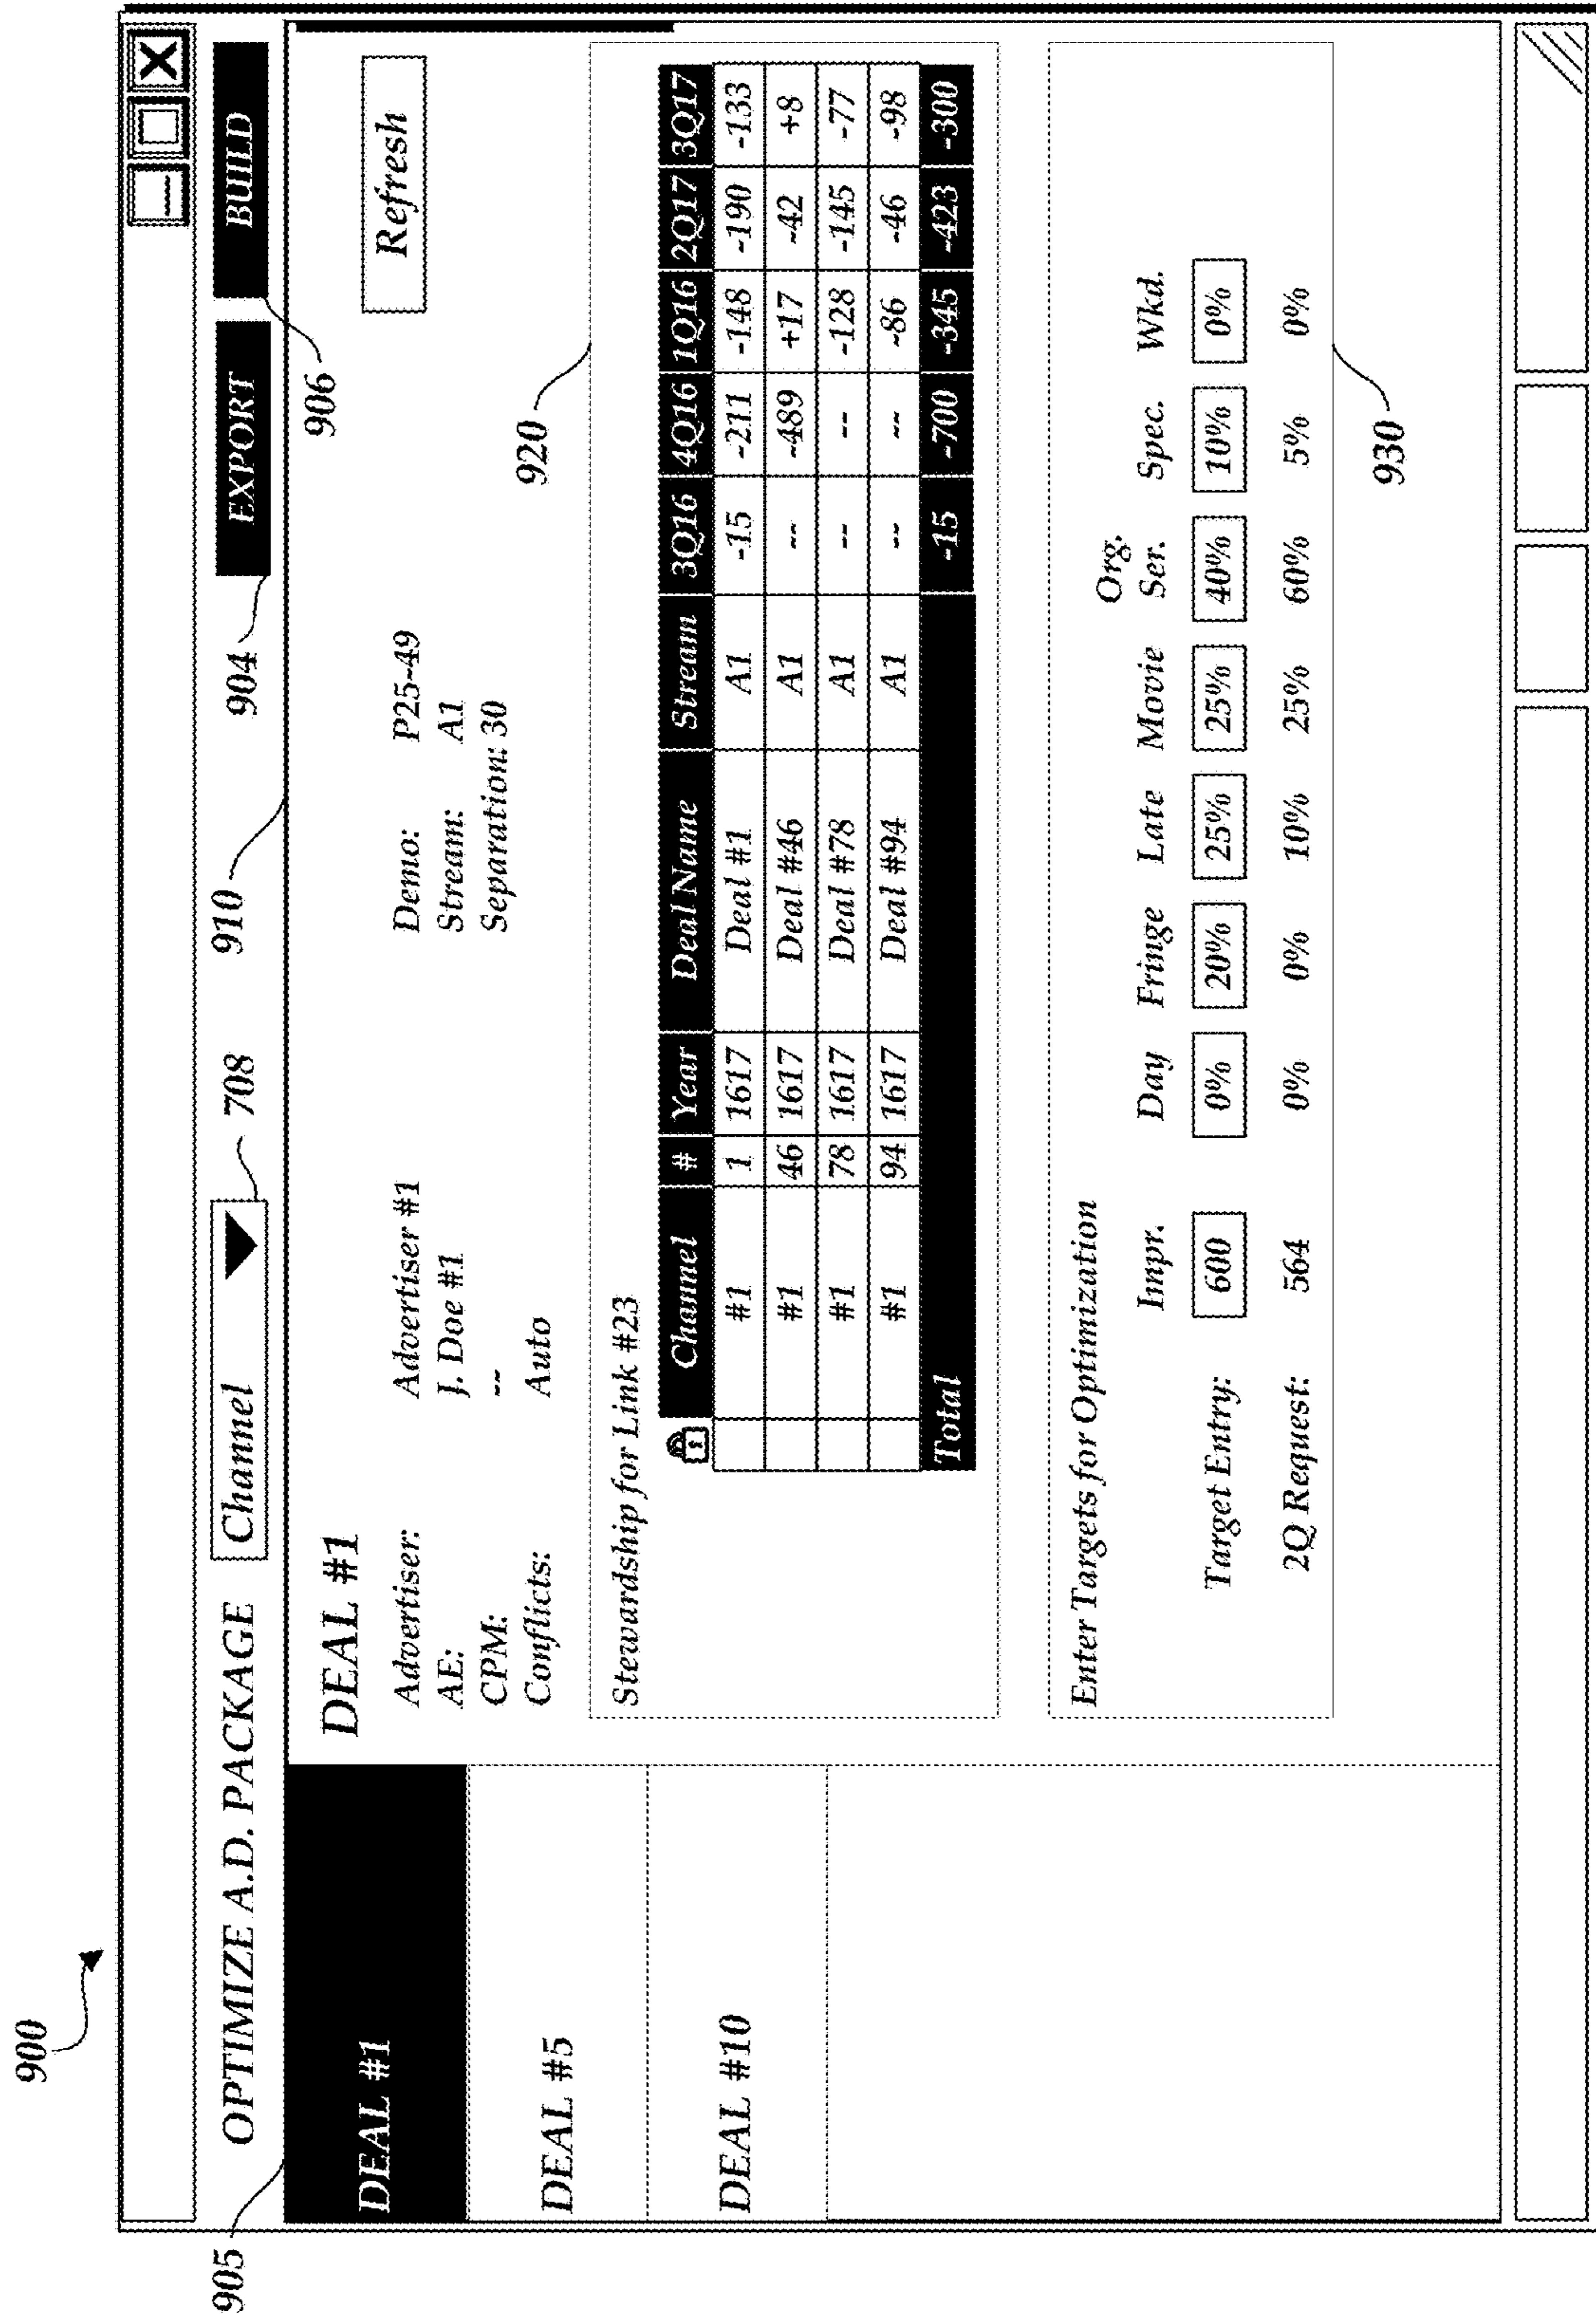 900
905
OPTIMIZE A.D. PACKAGE Channel 708 910 904 EXPORT BUILD
906
DEAL #1
DEAL #5
DEAL #10
DEAL #1
Refresh
Advertiser: Advertiser #1 Demo: P25-49
AE: J. Doe #1 Stream: A1
CPM: -- Separation: 30
Conflicts: Auto
920
Stewardship for Link #23
Channel # Year Deal Name Stream 3Q16 4Q16 1Q16 2Q17 3Q17
#1 1 1617 Deal #1 A1 -15 -211 -148 -190 -133
#1 46 1617 Deal #46 A1 -- -489 +17 -42 +8
#1 78 1617 Deal #78 A1 -- -- -128 -145 -77
#1 94 1617 Deal #94 A1 -- -- -86 -46 -98
Total -15 -700 -345 -423 -300
Enter Targets for Optimization
Org.
Impr. Day Fringe Late Movie Ser. Spec. Wkd.
Target Entry: 600 0% 20% 25% 25% 40% 10% 0%
2Q Request: 564 0% 0% 10% 25% 60% 5% 0%
930